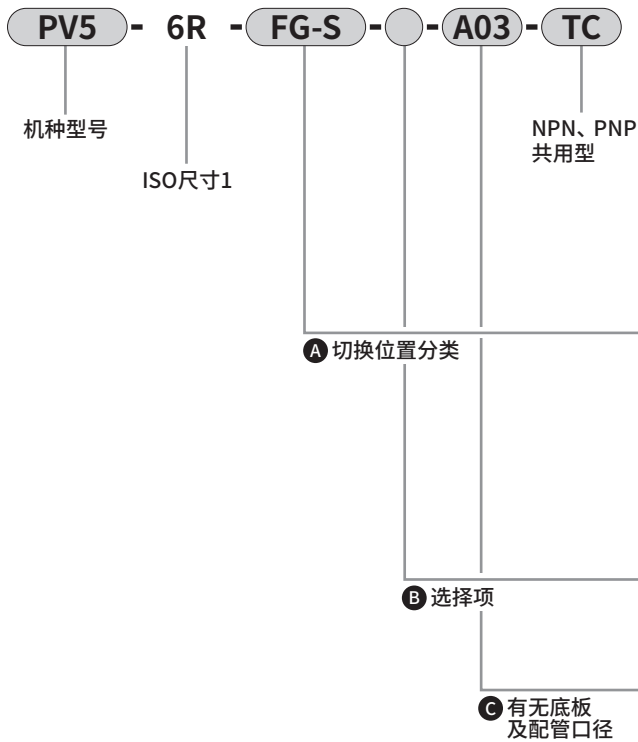 PV5 - 6R - FG-S - - A03 - TC
机种型号
NPN、PNP
共用型
ISO尺寸1
A 切换位置分类
B 选择项
C 有无底板
及配管口径